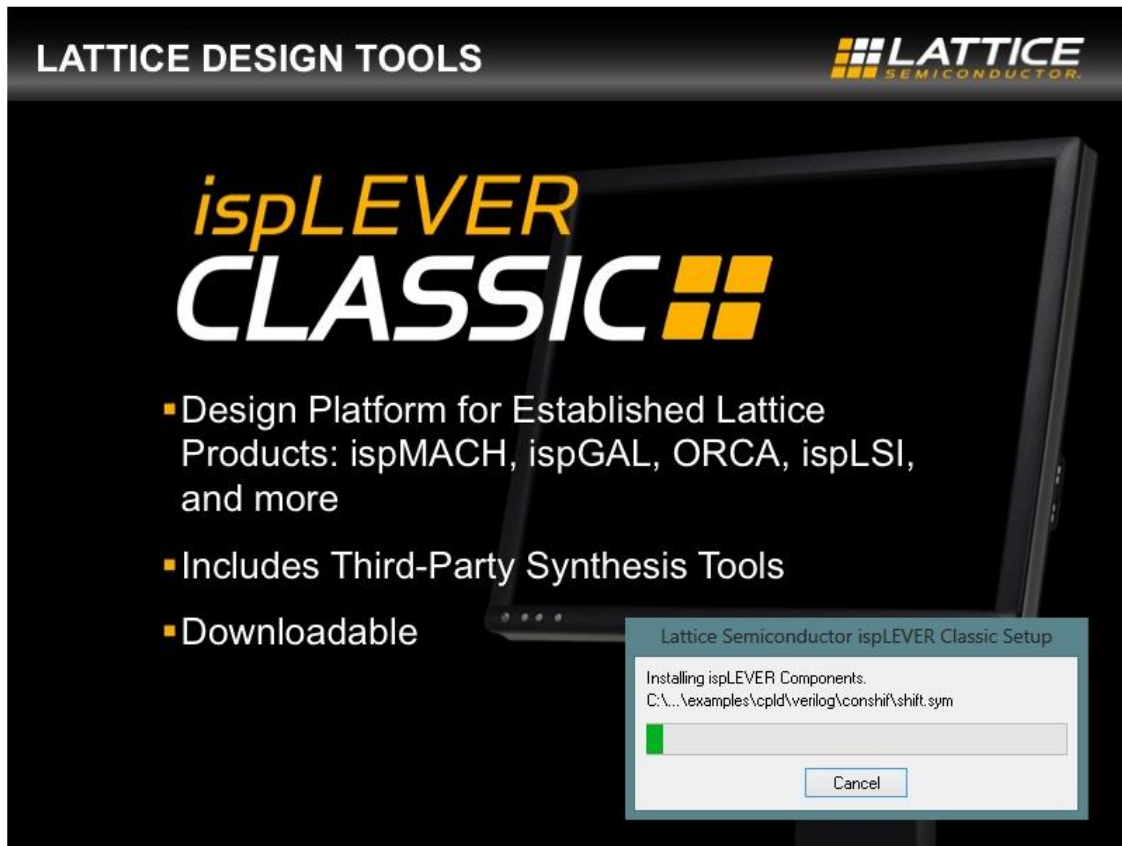 LATTICE DESIGN TOOLS
LATTICE
SEMICONDUCTOR.
ispLEVER
CLASSIC
▪Design Platform for Established Lattice
Products: ispMACH, ispGAL, ORCA, ispLSI,
and more
▪Includes Third-Party Synthesis Tools
▪Downloadable
Lattice Semiconductor ispLEVER Classic Setup
Installing ispLEVER Components.
C:\...\examples\cpld\verilog\conshif\shift.sym
Cancel